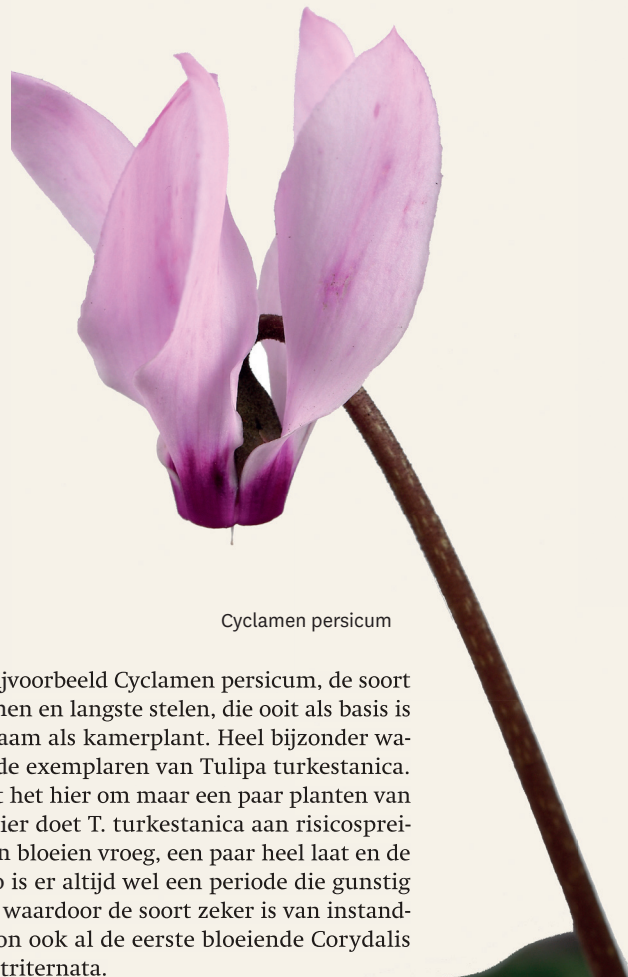 Cyclamen persicum
jvoorbeeld Cyclamen persicum, de soort
en en langste stelen, die ooit als basis is
aam als kamerplant. Heel bijzonder wa-
de exemplaren van Tulipa turkestanica.
t het hier om maar een paar planten van
ier doet T. turkestanica aan risicosprei-
n bloeien vroeg, een paar heel laat en de
is er altijd wel een periode die gunstig
waardoor de soort zeker is van instand-
on ook al de eerste bloeiende Corydalis
triternata.